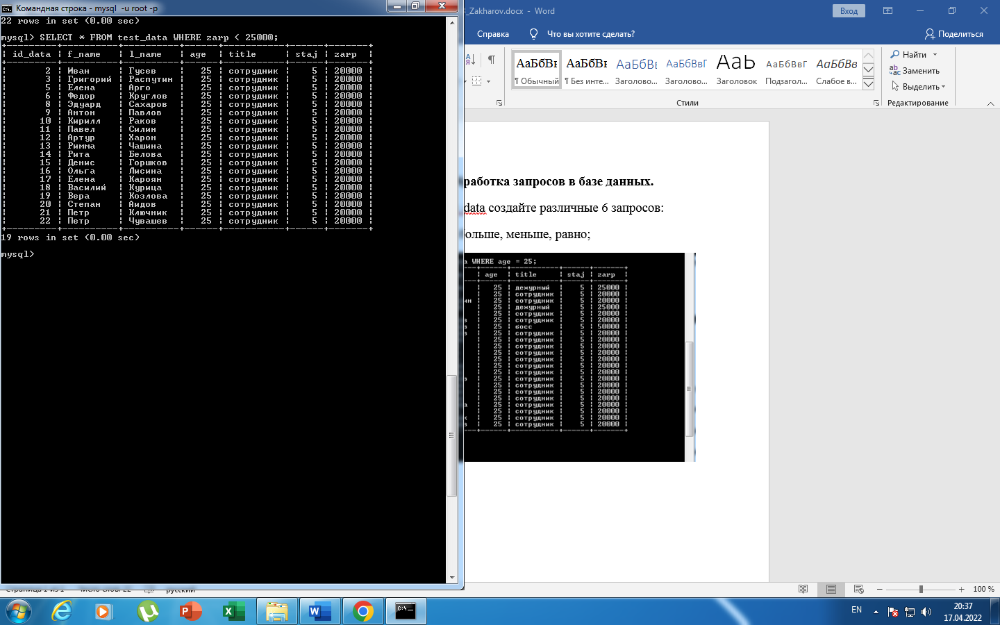 Командная строка - mysql -u root -p
22 rows in set (0.00 sec)
mysql> SELECT * FROM test_data WHERE zarp < 25000;
| id_data | f_name | l_name | age | title | staj | zarp |
| 2 | Иван | Гусев | 25 | сотрудник | 5 | 20000 |
| 3 | Григорий | Распутин | 25 | сотрудник | 5 | 20000 |
| 5 | Елена | Арго | 25 | сотрудник | 5 | 20000 |
| 6 | Федор | Круглов | 25 | сотрудник | 5 | 20000 |
| 8 | Эдуард | Сахаров | 25 | сотрудник | 5 | 20000 |
| 9 | Антон | Павлов | 25 | сотрудник | 5 | 20000 |
| 10 | Кирилл | Раков | 25 | сотрудник | 5 | 20000 |
| 11 | Павел | Силин | 25 | сотрудник | 5 | 20000 |
| 12 | Артур | Харон | 25 | сотрудник | 5 | 20000 |
| 13 | Римма | Чашина | 25 | сотрудник | 5 | 20000 |
| 14 | Рита | Белова | 25 | сотрудник | 5 | 20000 |
| 15 | Денис | Горшков | 25 | сотрудник | 5 | 20000 |
| 16 | Ольга | Лисина | 25 | сотрудник | 5 | 20000 |
| 17 | Елена | Кароян | 25 | сотрудник | 5 | 20000 |
| 18 | Василий | Курица | 25 | сотрудник | 5 | 20000 |
| 19 | Вера | Козлова | 25 | сотрудник | 5 | 20000 |
| 20 | Степан | Аидов | 25 | сотрудник | 5 | 20000 |
| 21 | Петр | Ключник | 25 | сотрудник | 5 | 20000 |
| 22 | Петр | Чувашев | 25 | сотрудник | 5 | 20000 |
19 rows in set (0.00 sec)
mysql>
3_Zakharov.docx - Word
Вход
Справка
Что вы хотите сделать?
Поделиться
АаБбВв АаБбВв АаБбВв АаБбВвГ АаЬ АаБбВвГ АаБбВвГ
¶ Обычный ¶ Без инте... Заголово... Заголово... Заголовок Подзагол... Слабое в...
Стили
Найти
Заменить
Выделить
Редактирование
работка запросов в базе данных.
data создайте различные 6 запросов:
ольше, меньше, равно;
a WHERE age = 25;
| age | title | staj | zarp |
| 25 | дежурный | 5 | 25000 |
| 25 | сотрудник | 5 | 20000 |
ин | 25 | сотрудник | 5 | 20000 |
| 25 | дежурный | 5 | 25000 |
| 25 | сотрудник | 5 | 20000 |
в | 25 | сотрудник | 5 | 20000 |
в | 25 | босс | 5 | 50000 |
в | 25 | сотрудник | 5 | 20000 |
| 25 | сотрудник | 5 | 20000 |
| 25 | сотрудник | 5 | 20000 |
| 25 | сотрудник | 5 | 20000 |
| 25 | сотрудник | 5 | 20000 |
| 25 | сотрудник | 5 | 20000 |
| 25 | сотрудник | 5 | 20000 |
в | 25 | сотрудник | 5 | 20000 |
| 25 | сотрудник | 5 | 20000 |
| 25 | сотрудник | 5 | 20000 |
| 25 | сотрудник | 5 | 20000 |
а | 25 | сотрудник | 5 | 20000 |
| 25 | сотрудник | 5 | 20000 |
к | 25 | сотрудник | 5 | 20000 |
в | 25 | сотрудник | 5 | 20000 |
100 %
EN
20:37
17.04.2022